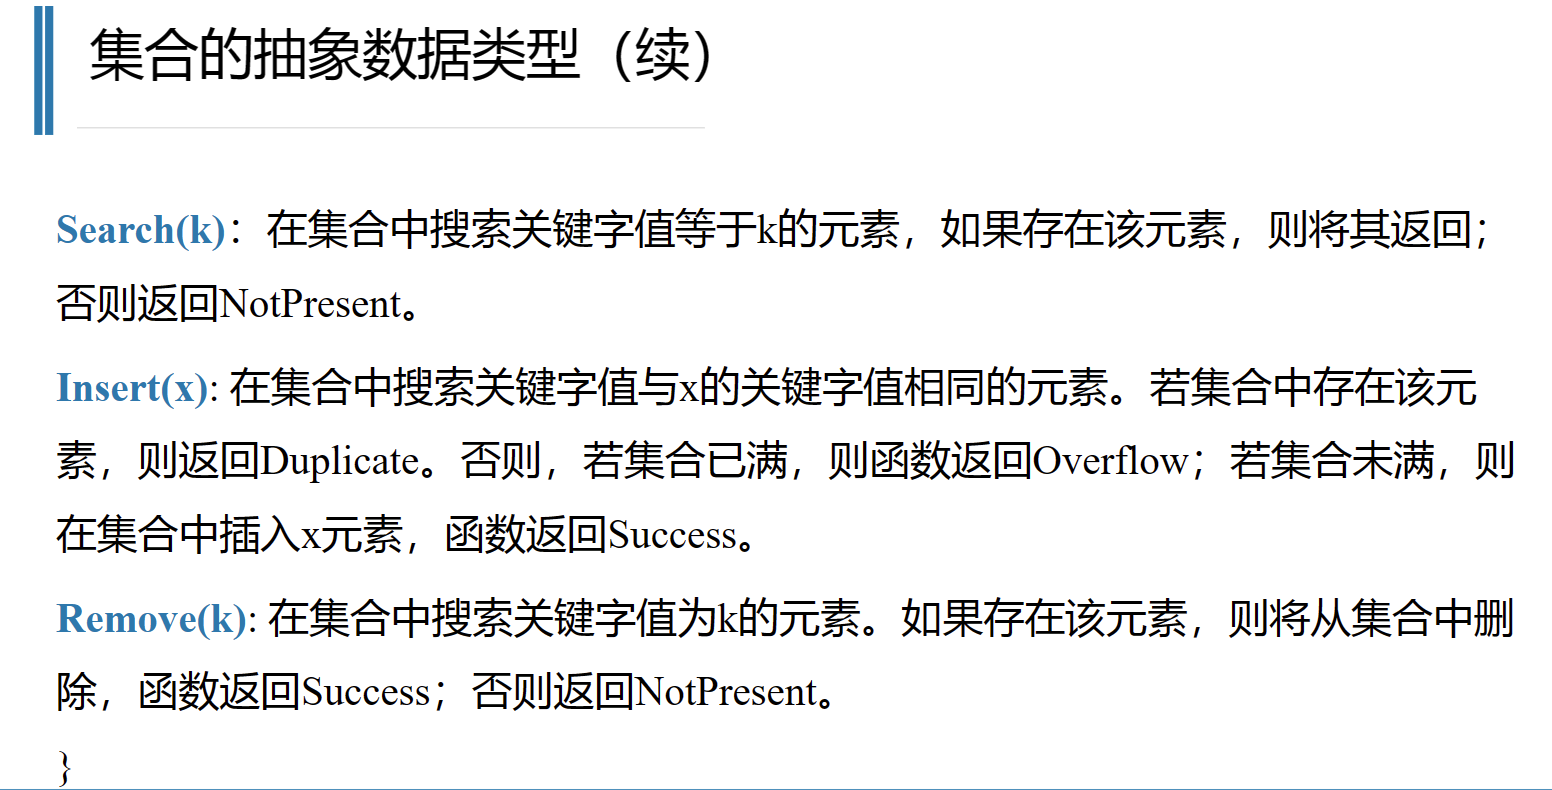 集合的抽象数据类型（续）
Search(k)：在集合中搜索关键字值等于k的元素，如果存在该元素，则将其返回；
否则返回NotPresent。
Insert(x): 在集合中搜索关键字值与x的关键字值相同的元素。若集合中存在该元
素，则返回Duplicate。否则，若集合已满，则函数返回Overflow；若集合未满，则
在集合中插入x元素，函数返回Success。
Remove(k): 在集合中搜索关键字值为k的元素。如果存在该元素，则将从集合中删
除，函数返回Success；否则返回NotPresent。
}